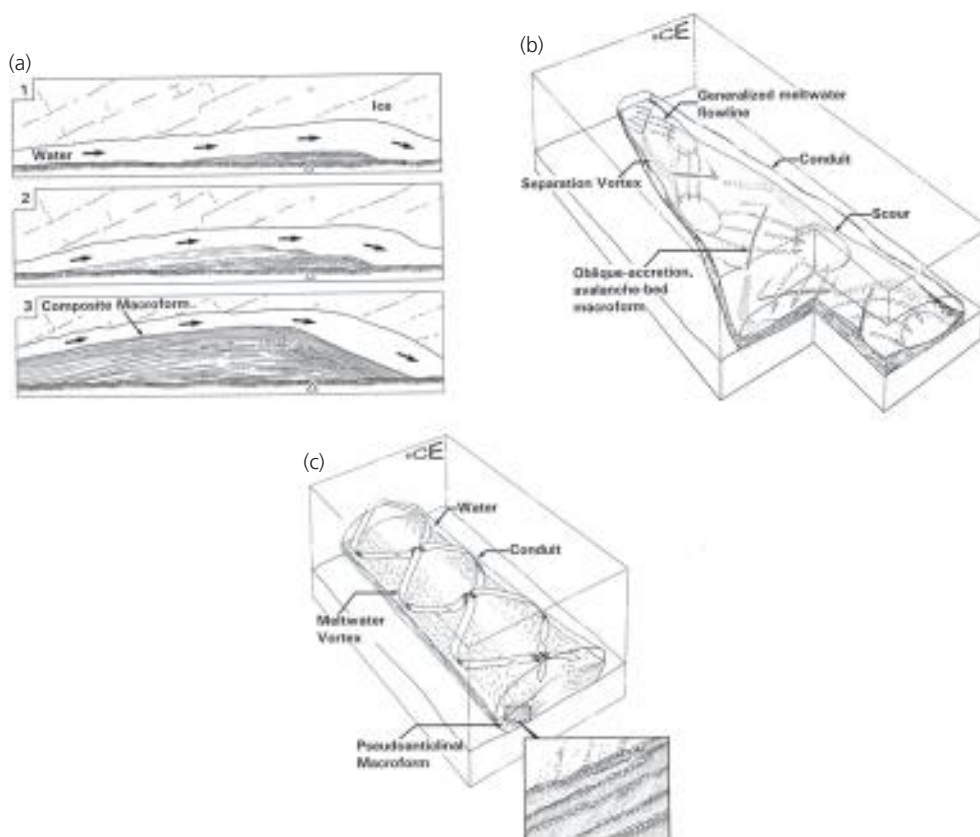 (a)
1
Ice
Water
2
3
Composite Macroform
(b)
ICE
Generalized meltwater
flowline
Conduit
Separation Vortex
Scour
Oblique-accretion,
avalanche-bed
macroform
(c)
ICE
Water
Conduit
Meltwater
Vortex
Pseudoanticlinal
Macroform